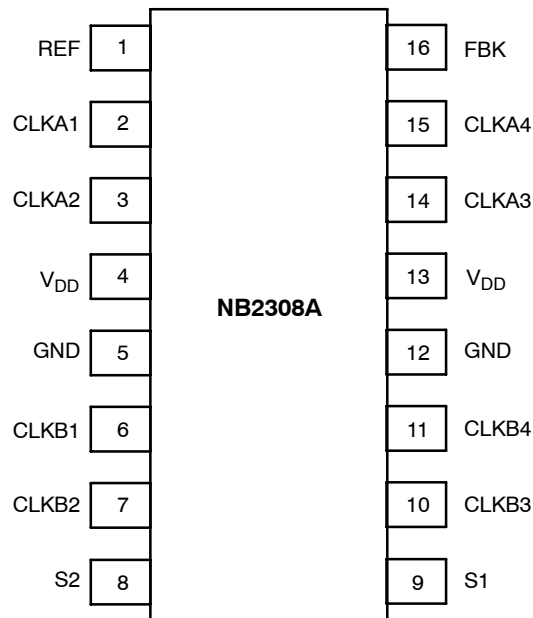 REF 1 16 FBK
CLKA1 2 15 CLKA4
CLKA2 3 14 CLKA3
VDD 4 13 VDD
NB2308A
GND 5 12 GND
CLKB1 6 11 CLKB4
CLKB2 7 10 CLKB3
S2 8 9 S1